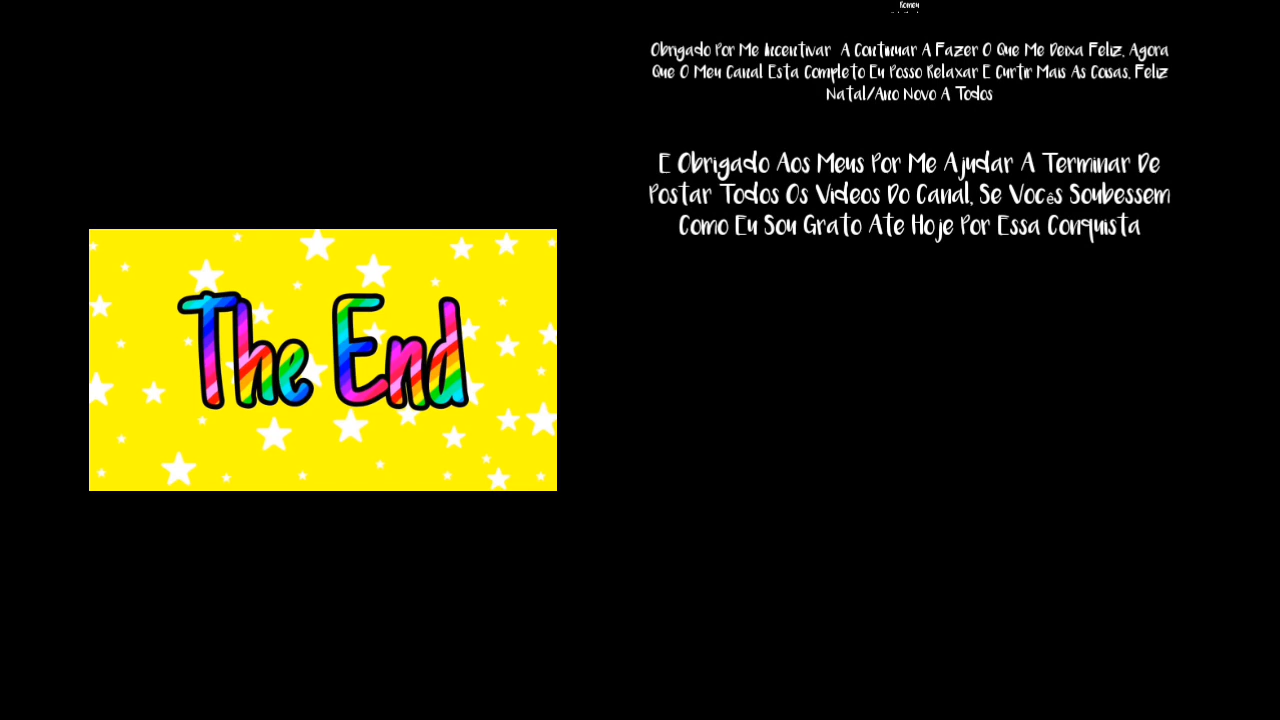 Romeu
Obrigado Por Me Incentivar A Continuar A Fazer O Que Me Deixa Feliz, Agora
Que O Meu Canal Esta Completo Eu Posso Relaxar E Curtir Mais As Coisas, Feliz
Natal/Ano Novo A Todos
E Obrigado Aos Meus Por Me Ajudar A Terminar De
Postar Todos Os Videos Do Canal, Se Vocês Soubessem
Como Eu Sou Grato Ate Hoje Por Essa Conquista
The End